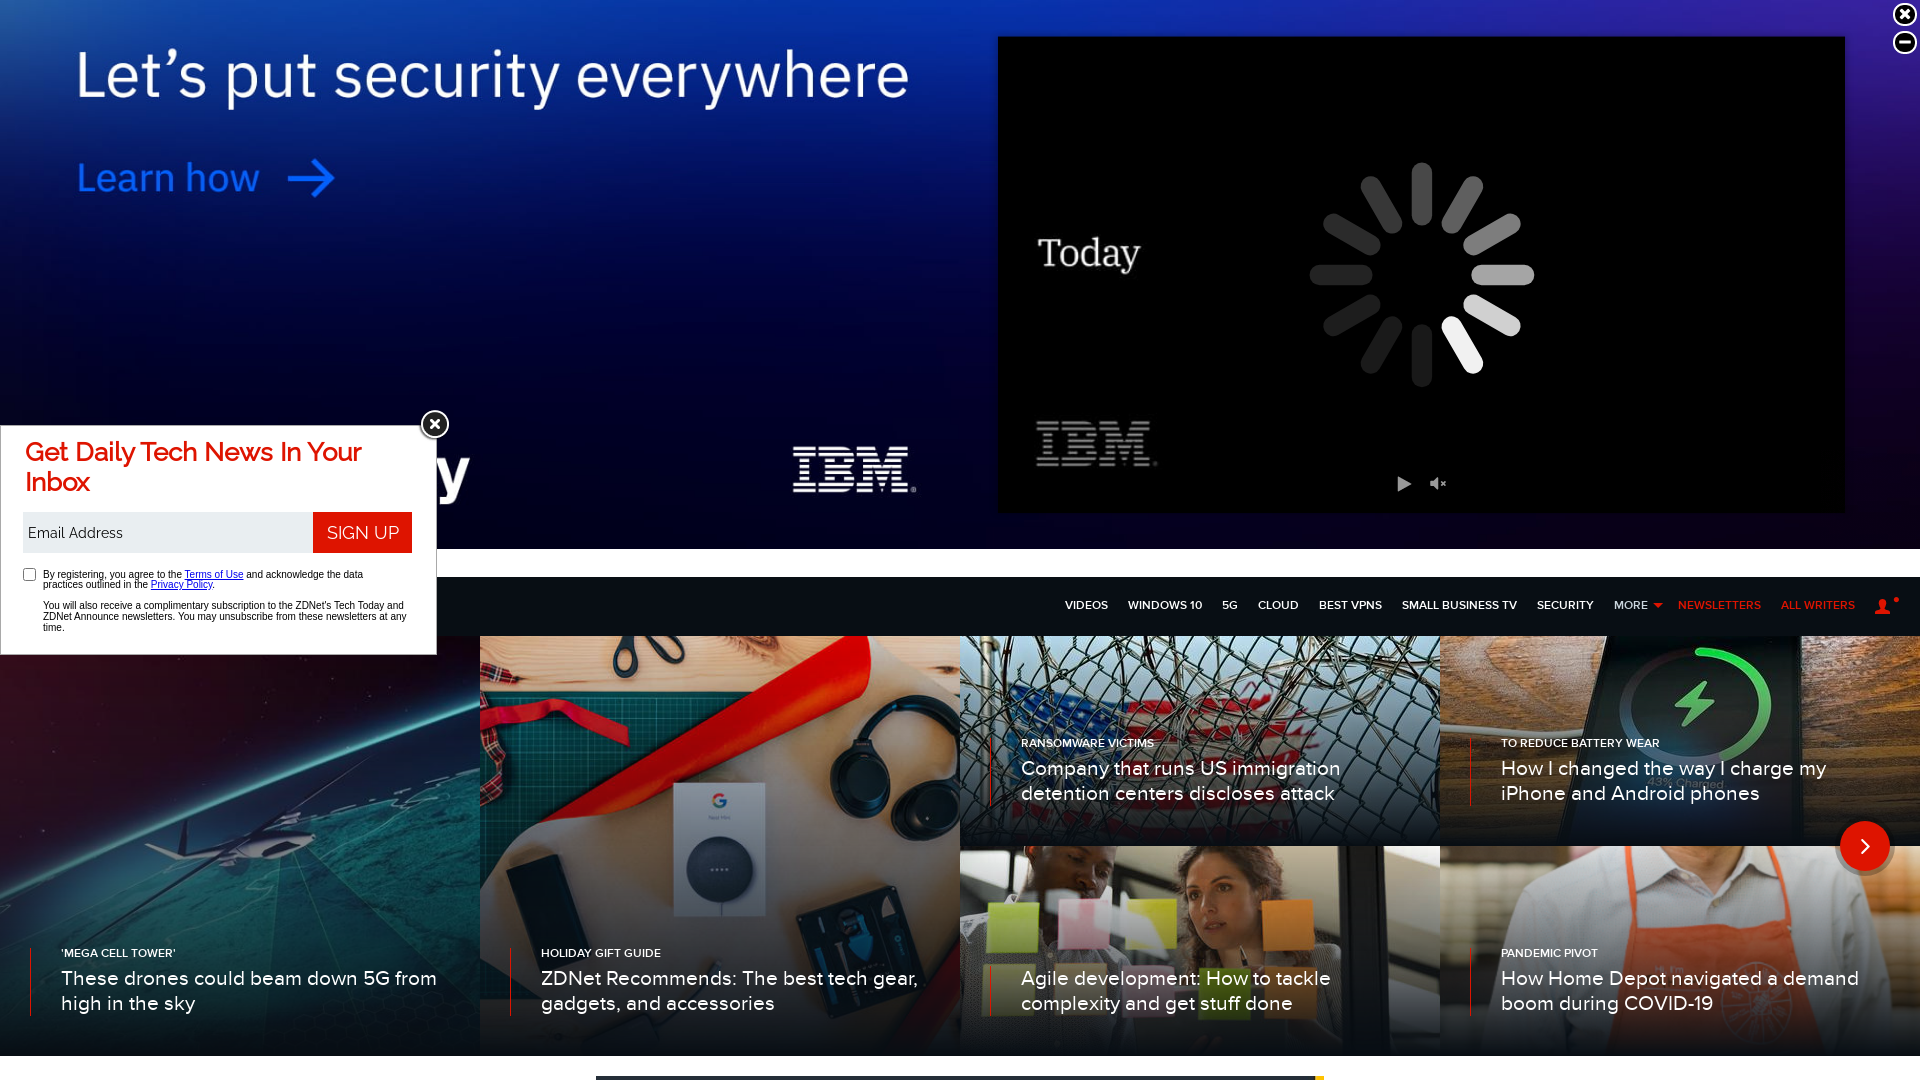 Let's put security everywhere
Learn how
Today
IBM
IBM
y
Get Daily Tech News In Your
Inbox
Email Address
SIGN UP
By registering, you agree to the Terms of Use and acknowledge the data
practices outlined in the Privacy Policy.
You will also receive a complimentary subscription to the ZDNet's Tech Today and
ZDNet Announce newsletters. You may unsubscribe from these newsletters at any
time.
VIDEOS WINDOWS 10 5G CLOUD BEST VPNS SMALL BUSINESS TV SECURITY MORE NEWSLETTERS ALL WRITERS
RANSOMWARE VICTIMS
Company that runs US immigration
detention centers discloses attack
TO REDUCE BATTERY WEAR
How I changed the way I charge my
iPhone and Android phones
43% Charged
'MEGA CELL TOWER'
These drones could beam down 5G from
high in the sky
HOLIDAY GIFT GUIDE
ZDNet Recommends: The best tech gear,
gadgets, and accessories
Agile development: How to tackle
complexity and get stuff done
PANDEMIC PIVOT
How Home Depot navigated a demand
boom during COVID-19